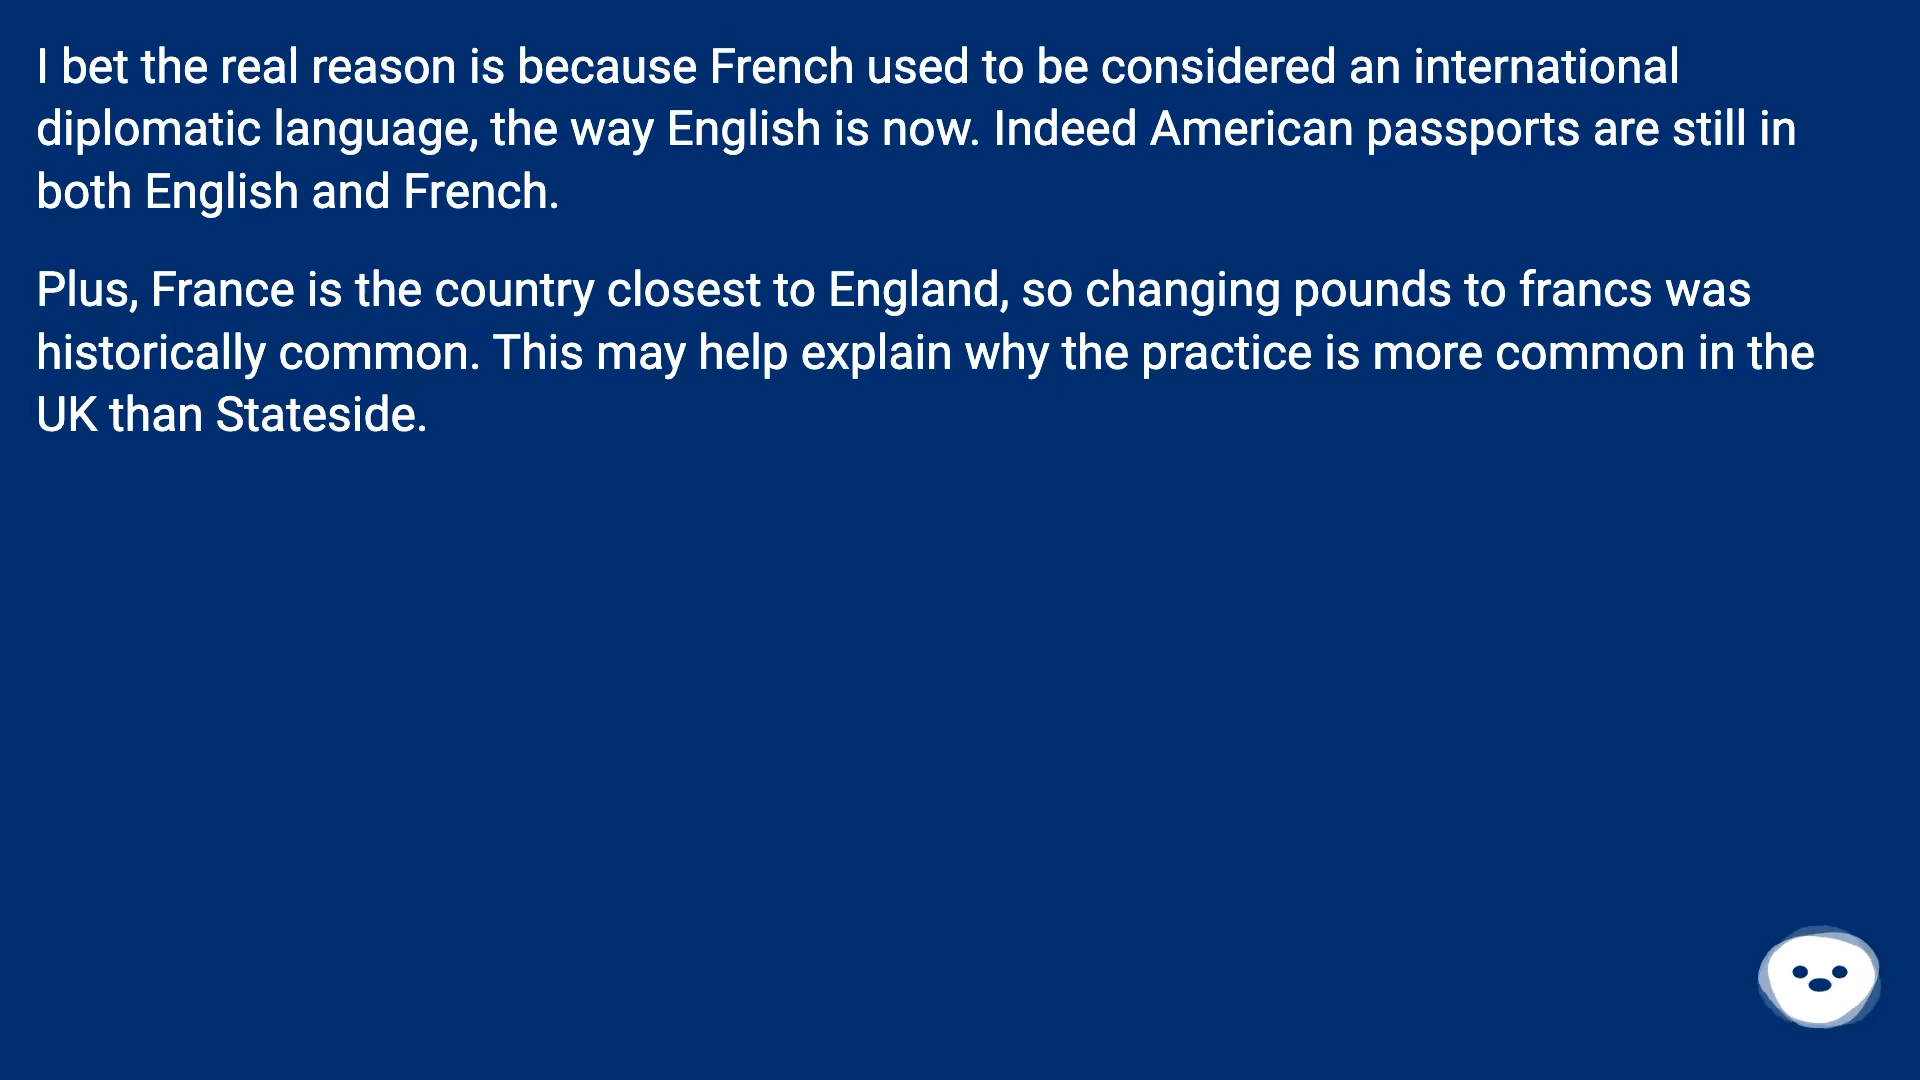 I bet the real reason is because French used to be considered an international
diplomatic language, the way English is now. Indeed American passports are still in
both English and French.
Plus, France is the country closest to England, so changing pounds to francs was
historically common. This may help explain why the practice is more common in the
UK than Stateside.